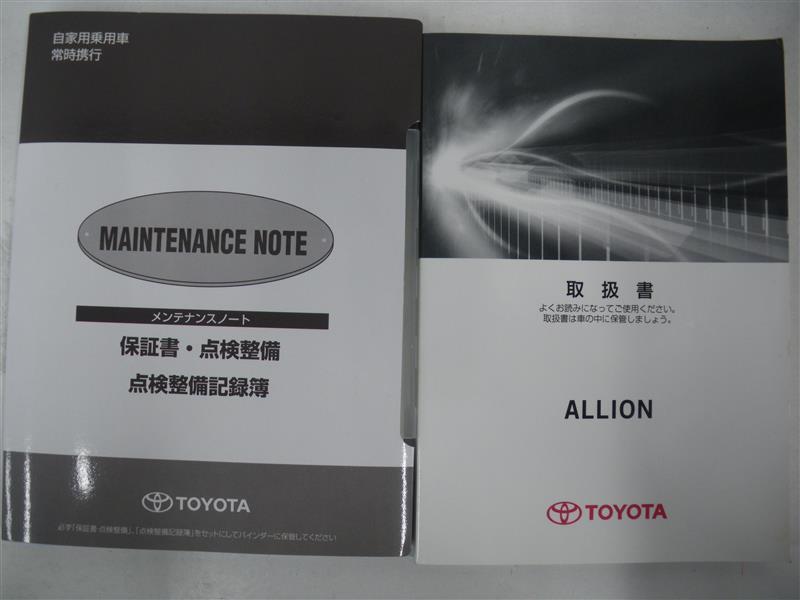 自家用乗用車
常時携行
MAINTENANCE NOTE
メンテナンスノート
保証書・点検整備
点検整備記録簿
TOYOTA
必ず「保証書・点検整備」、「点検整備記録簿」をセットにしてバインダーに保管してください
取扱書
よくお読みになってご使用ください。
取扱書は車の中に保管しましょう。
ALLION
TOYOTA